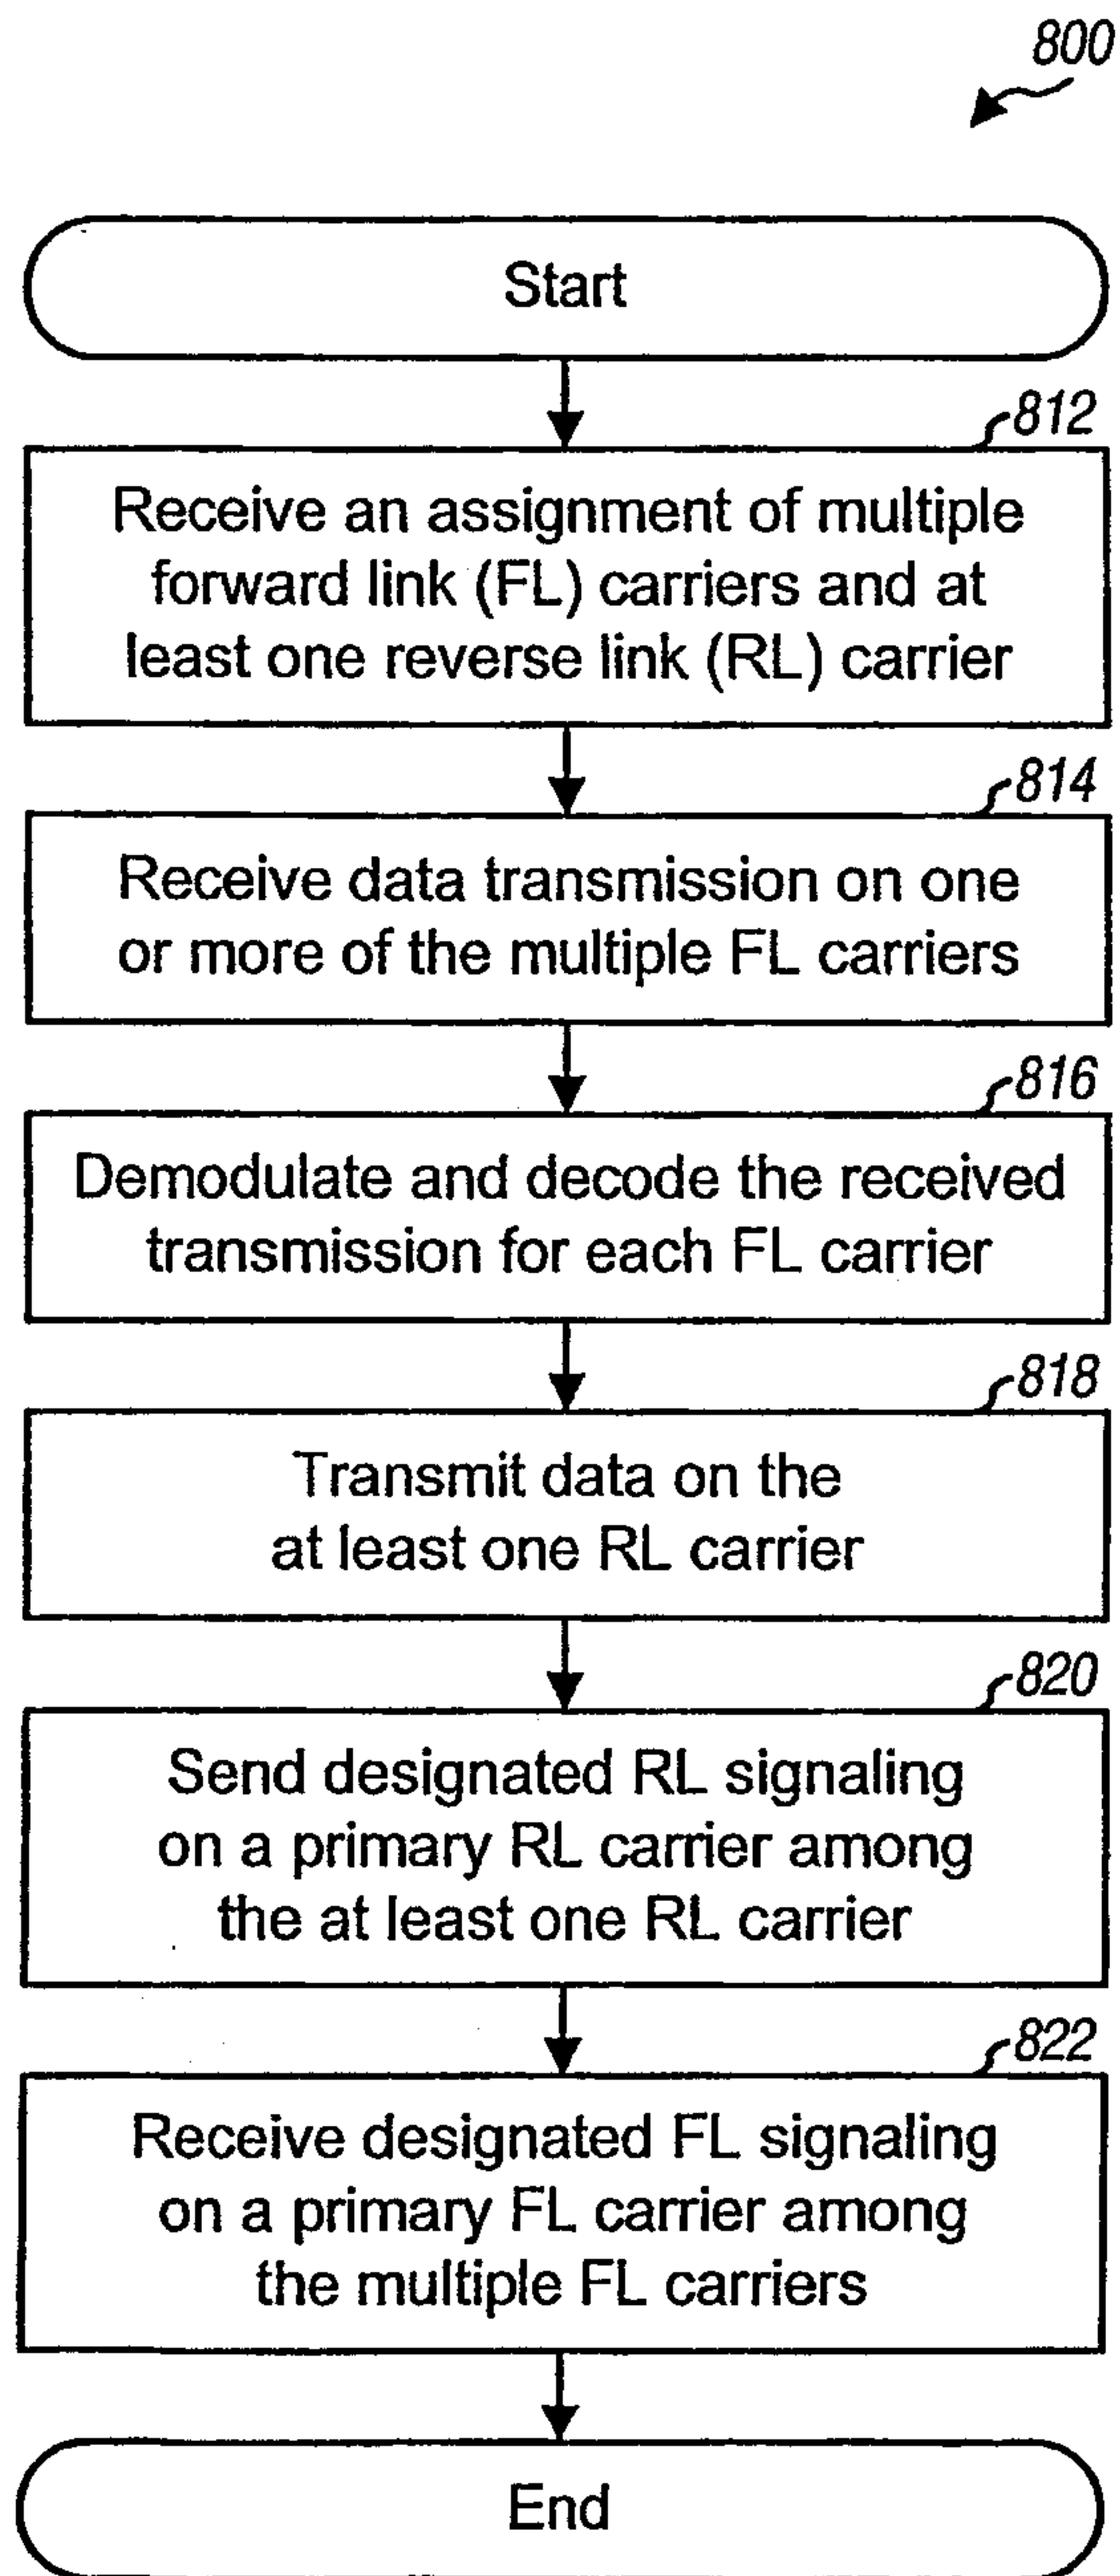 800
Start
812
Receive an assignment of multiple
forward link (FL) carriers and at
least one reverse link (RL) carrier
814
Receive data transmission on one
or more of the multiple FL carriers
816
Demodulate and decode the received
transmission for each FL carrier
818
Transmit data on the
at least one RL carrier
820
Send designated RL signaling
on a primary RL carrier among
the at least one RL carrier
822
Receive designated FL signaling
on a primary FL carrier among
the multiple FL carriers
End